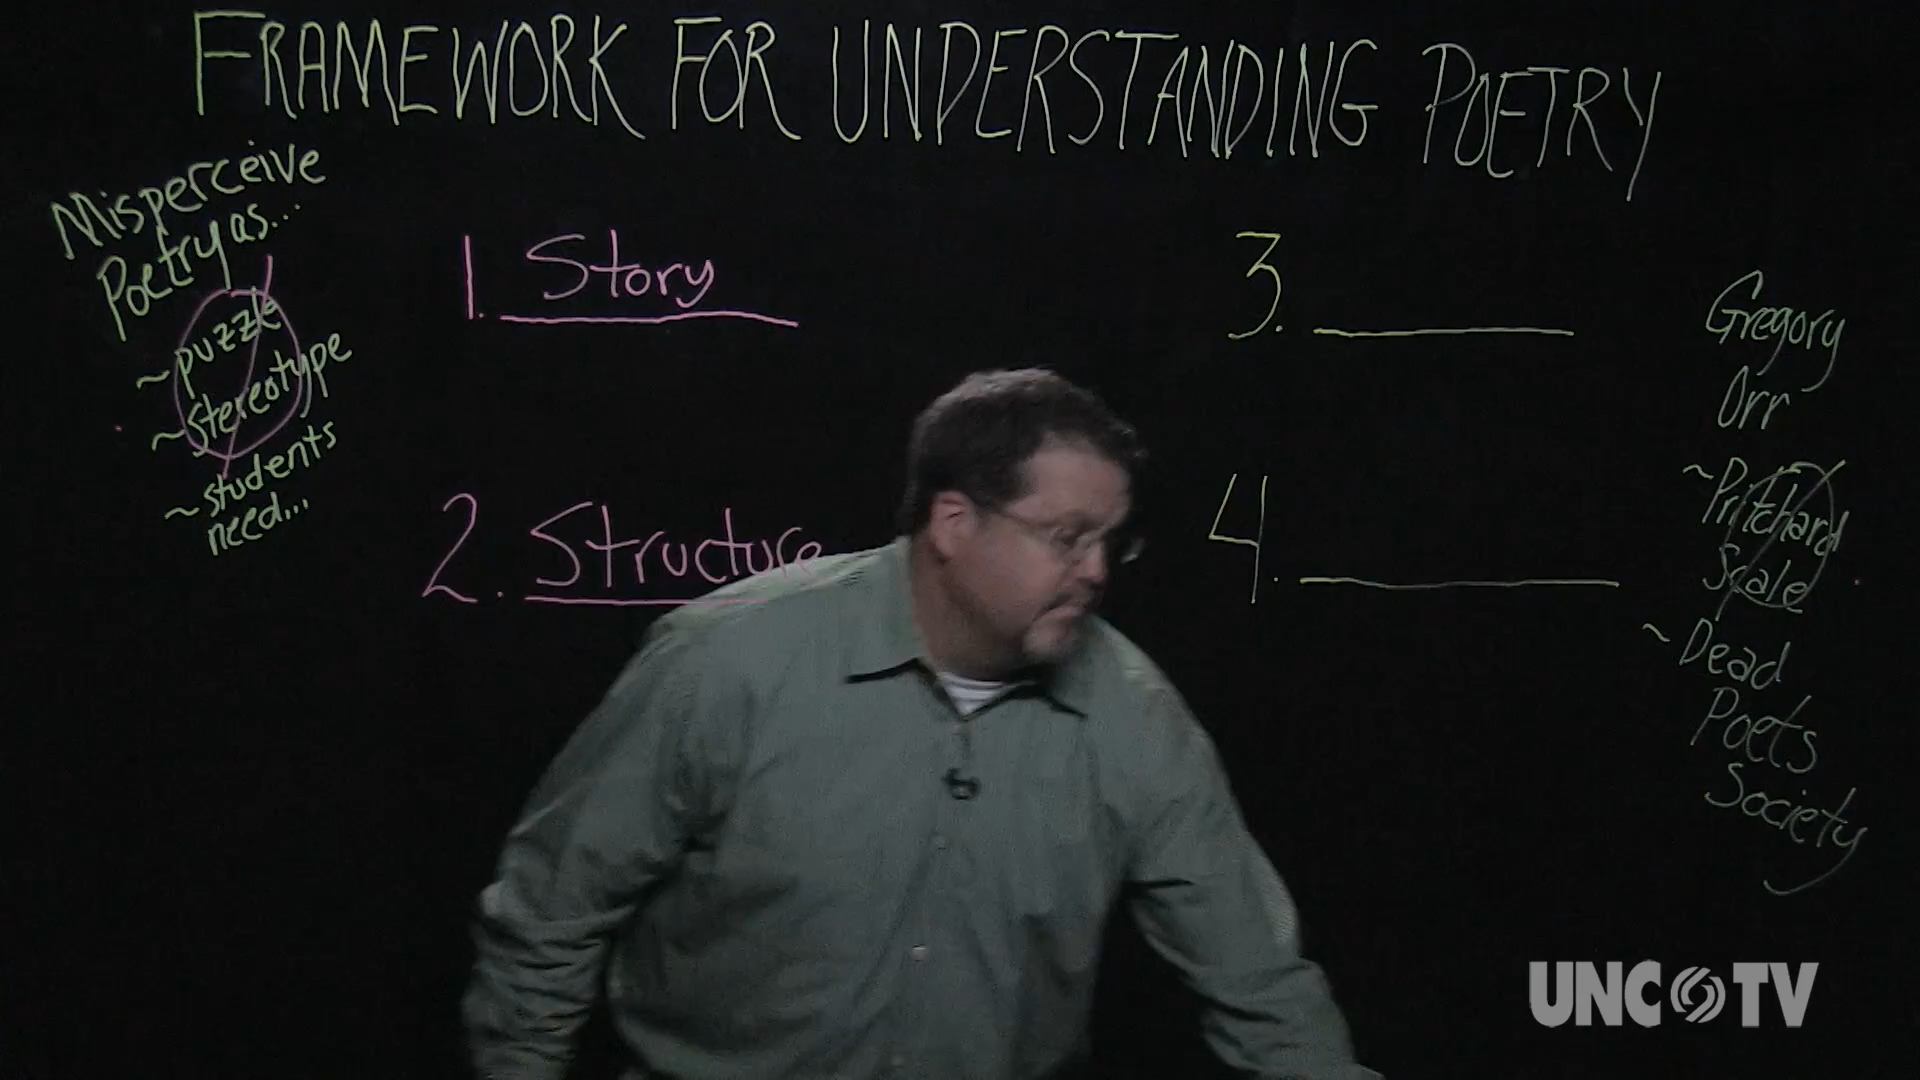 FRAMEWORK FOR UNDERSTANDING POETRY
Misperceive
Poetry as...
~puzzle
~stereotype
~students
need...
1. Story
2. Structure
3.
4.
Gregory
Orr
~Pritchard
Scale
~Dead
Poets
Society
UNC TV